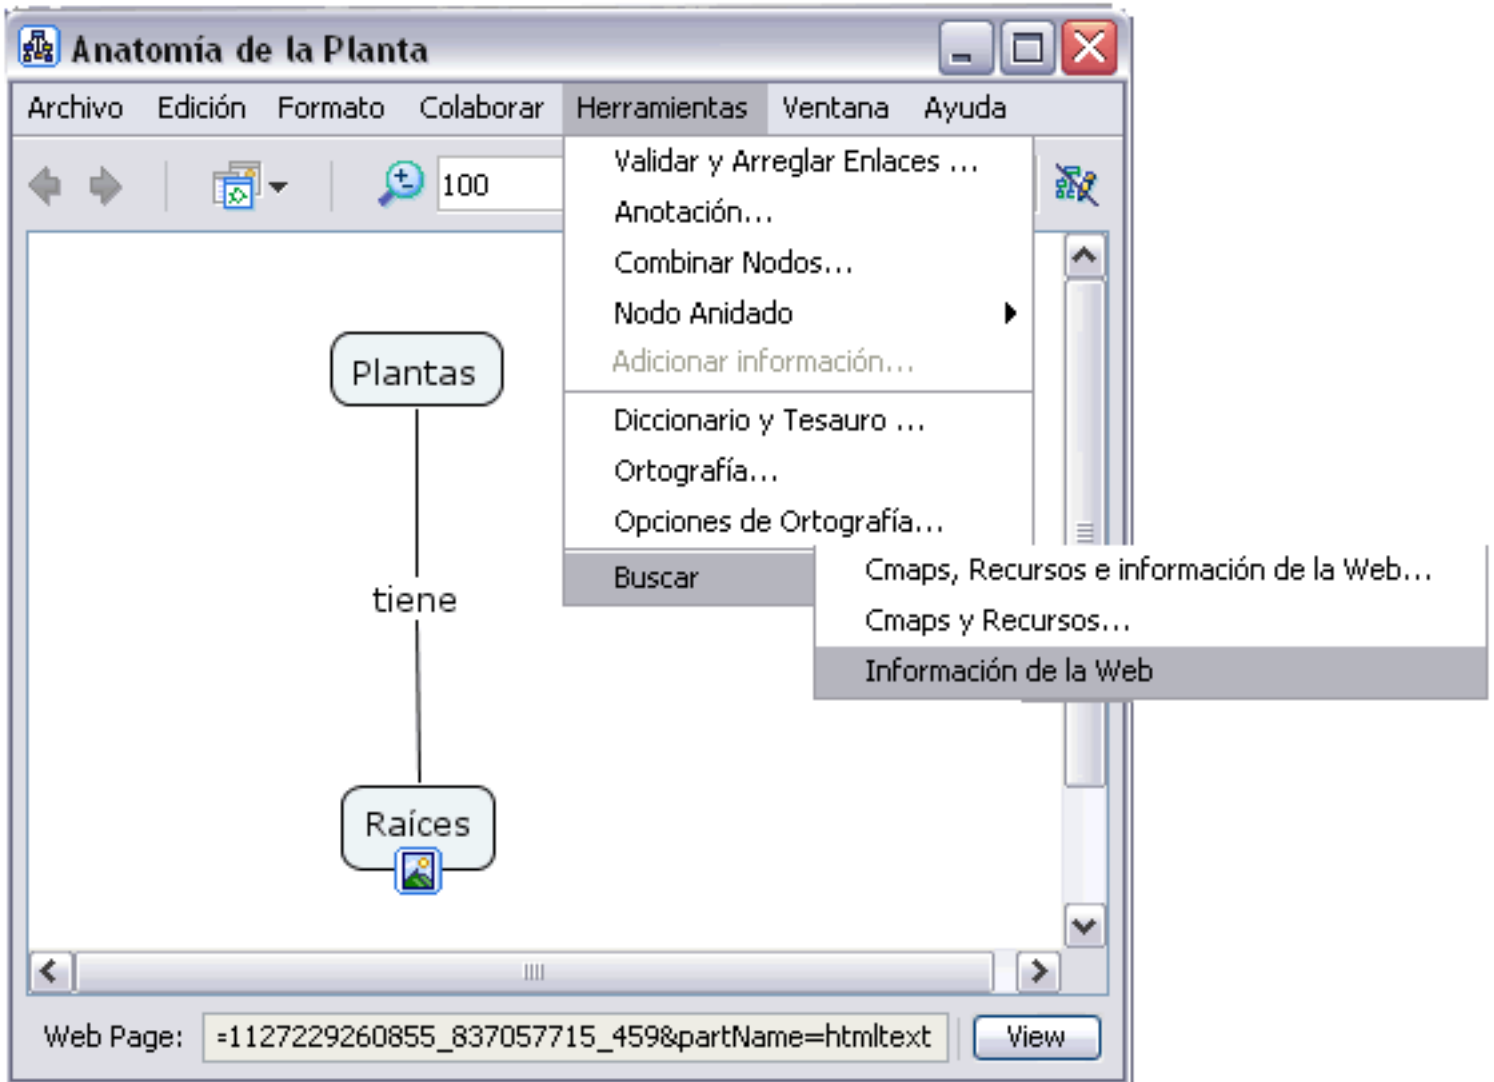 Anatomía de la Planta
Archivo Edición Formato Colaborar Herramientas Ventana Ayuda
100
Validar y Arreglar Enlaces ...
Anotación...
Combinar Nodos...
Nodo Anidado
Adicionar información...
Diccionario y Tesauro ...
Ortografía...
Opciones de Ortografía...
Buscar
Cmaps, Recursos e información de la Web...
Cmaps y Recursos...
Información de la Web
Plantas
tiene
Raíces
Web Page: =1127229260855_837057715_459&partName=htmltext View